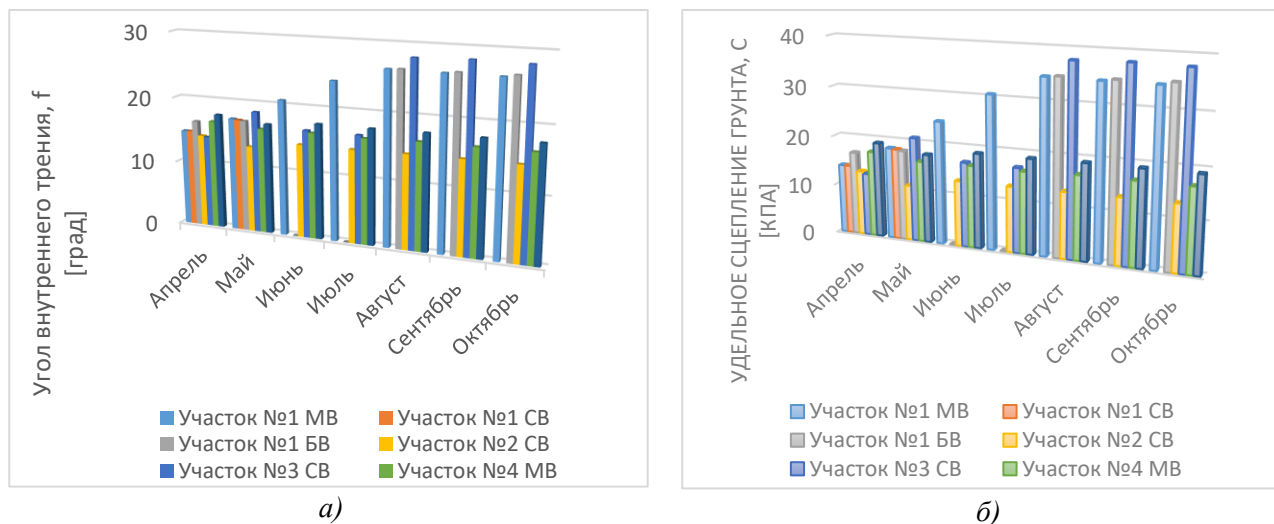 Угол внутреннего трения, f
[град]
30
20
10
0
Апрель
Май
Июнь
Июль
Август
Сентябрь
Октябрь
Участок №1 МВ
Участок №1 СВ
Участок №1 БВ
Участок №2 СВ
Участок №3 СВ
Участок №4 МВ
а)
УДЕЛЬНОЕ СЦЕПЛЕНИЕ ГРУНТА, С
[КПА]
40
30
20
10
0
Апрель
Май
Июнь
Июль
Август
Сентябрь
Октябрь
Участок №1 МВ
Участок №1 СВ
Участок №1 БВ
Участок №2 СВ
Участок №3 СВ
Участок №4 МВ
б)